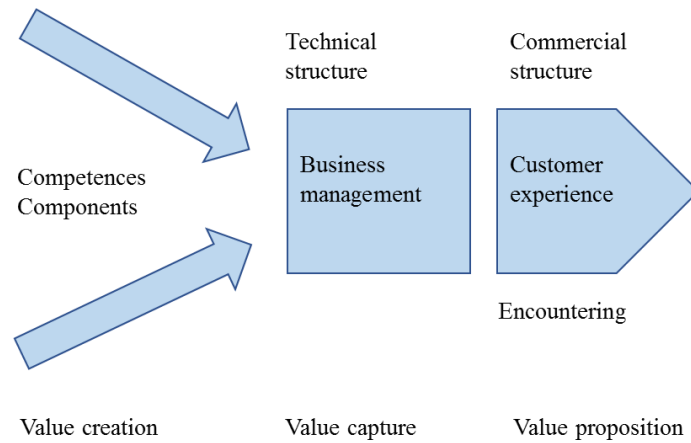 Technical
structure
Commercial
structure
Competences
Components
Business
management
Customer
experience
Encountering
Value creation
Value capture
Value proposition